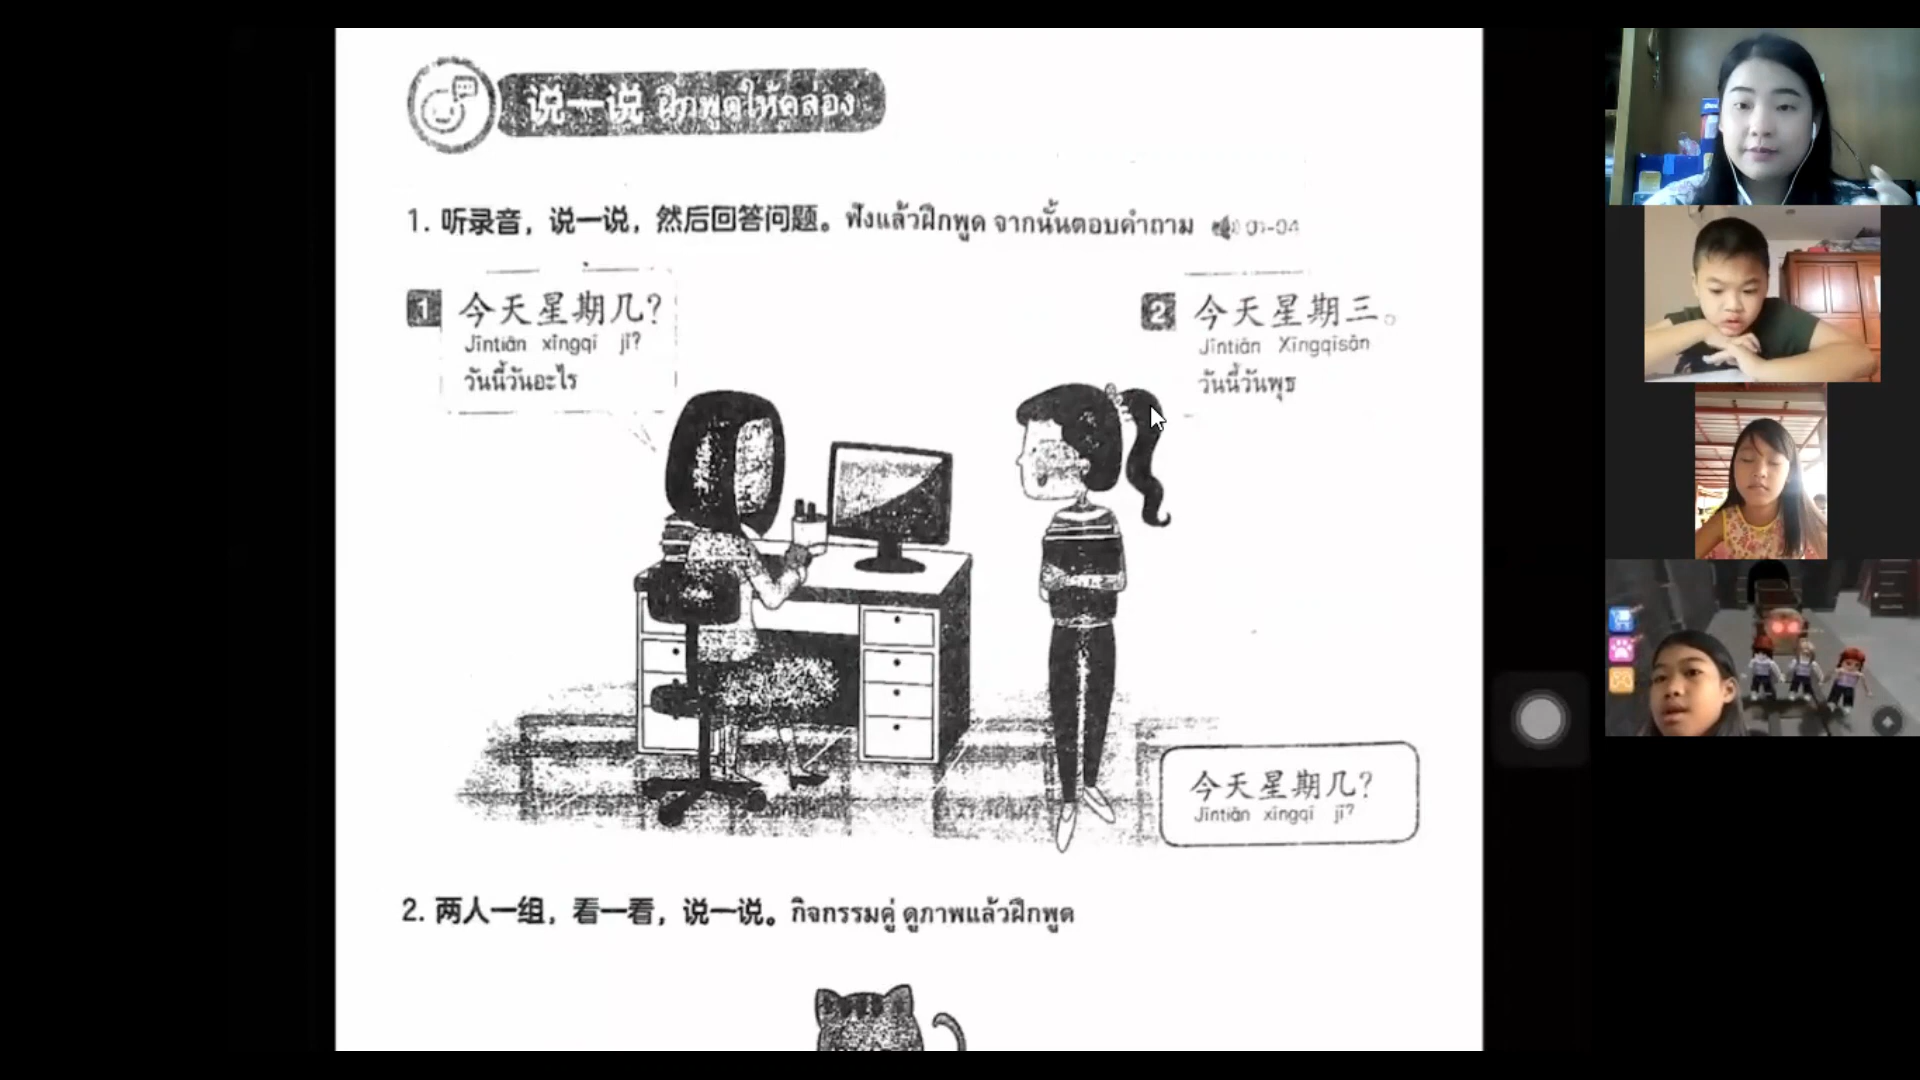 说一说 ฝึกพูดให้คล่อง
1. 听录音，说一说，然后回答问题。 ฟังแล้วฝึกพูด จากนั้นตอบคำถาม
1 今天星期几?
Jīntiān xīngqī jǐ?
วันนี้วันอะไร
2 今天星期三。
Jīntiān Xīngqīsān
วันนี้วันพุธ
今天星期几?
Jīntiān xīngqī jǐ?
2. 两人一组，看一看，说一说。 กิจกรรมคู่ ดูภาพแล้วฝึกพูด